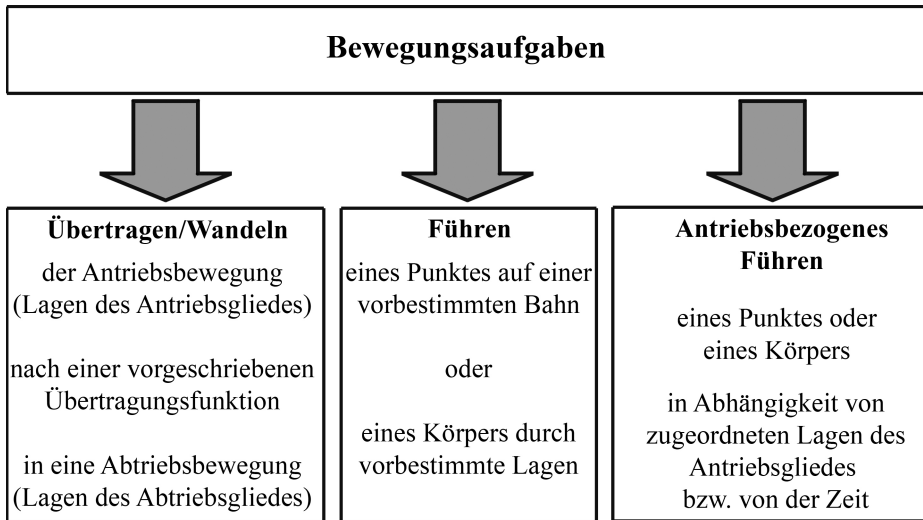 Bewegungsaufgaben
Übertragen/Wandeln
der Antriebsbewegung
(Lagen des Antriebsgliedes)
nach einer vorgeschriebenen
Übertragungsfunktion
in eine Abtriebsbewegung
(Lagen des Abtriebsgliedes)
Führen
eines Punktes auf einer
vorbestimmten Bahn
oder
eines Körpers durch
vorbestimmte Lagen
Antriebsbezogenes
Führen
eines Punktes oder
eines Körpers
in Abhängigkeit von
zugeordneten Lagen des
Antriebsgliedes
bzw. von der Zeit